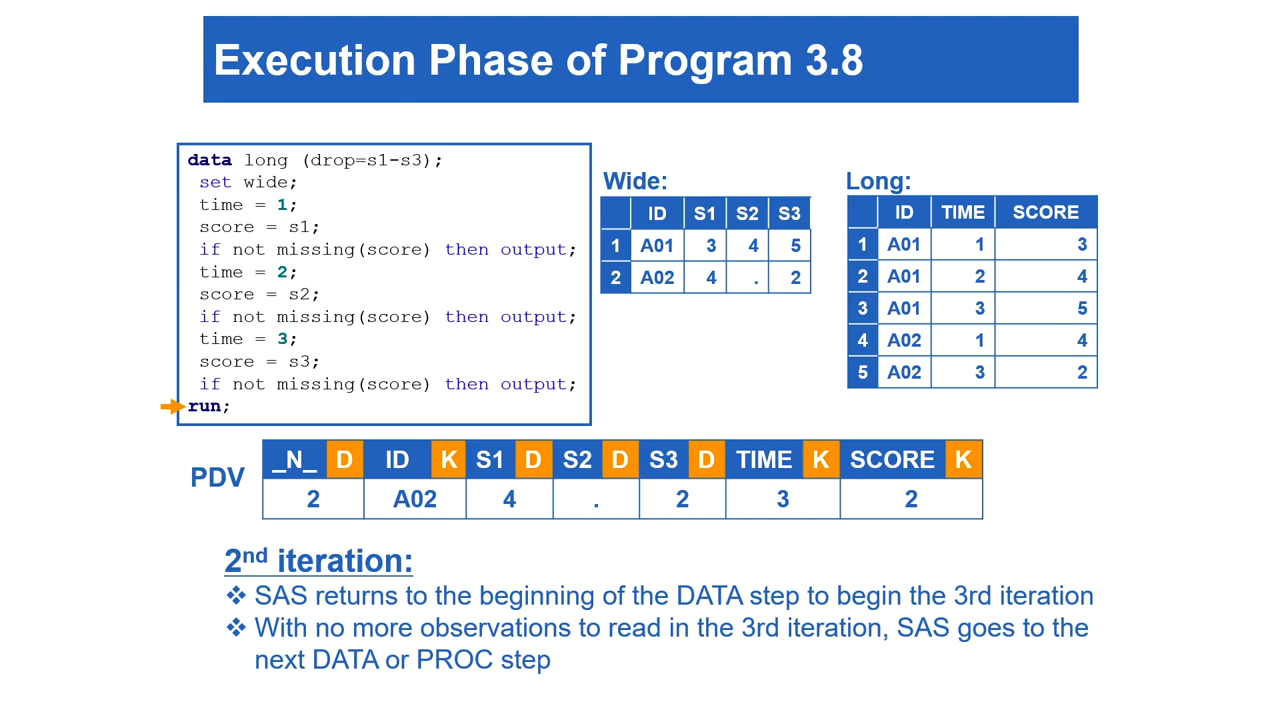 Execution Phase of Program 3.8
data long (drop=s1-s3);
set wide;
time = 1;
score = s1;
if not missing(score) then output;
time = 2;
score = s2;
if not missing(score) then output;
time = 3;
score = s3;
if not missing(score) then output;
run;
Wide:
ID S1 S2 S3
1 A01 3 4 5
2 A02 4 . 2
Long:
ID TIME SCORE
1 A01 1 3
2 A01 2 4
3 A01 3 5
4 A02 1 4
5 A02 3 2
PDV
_N_ D ID K S1 D S2 D S3 D TIME K SCORE K
2 A02 4 . 2 3 2
2nd iteration:
❖ SAS returns to the beginning of the DATA step to begin the 3rd iteration
❖ With no more observations to read in the 3rd iteration, SAS goes to the
next DATA or PROC step